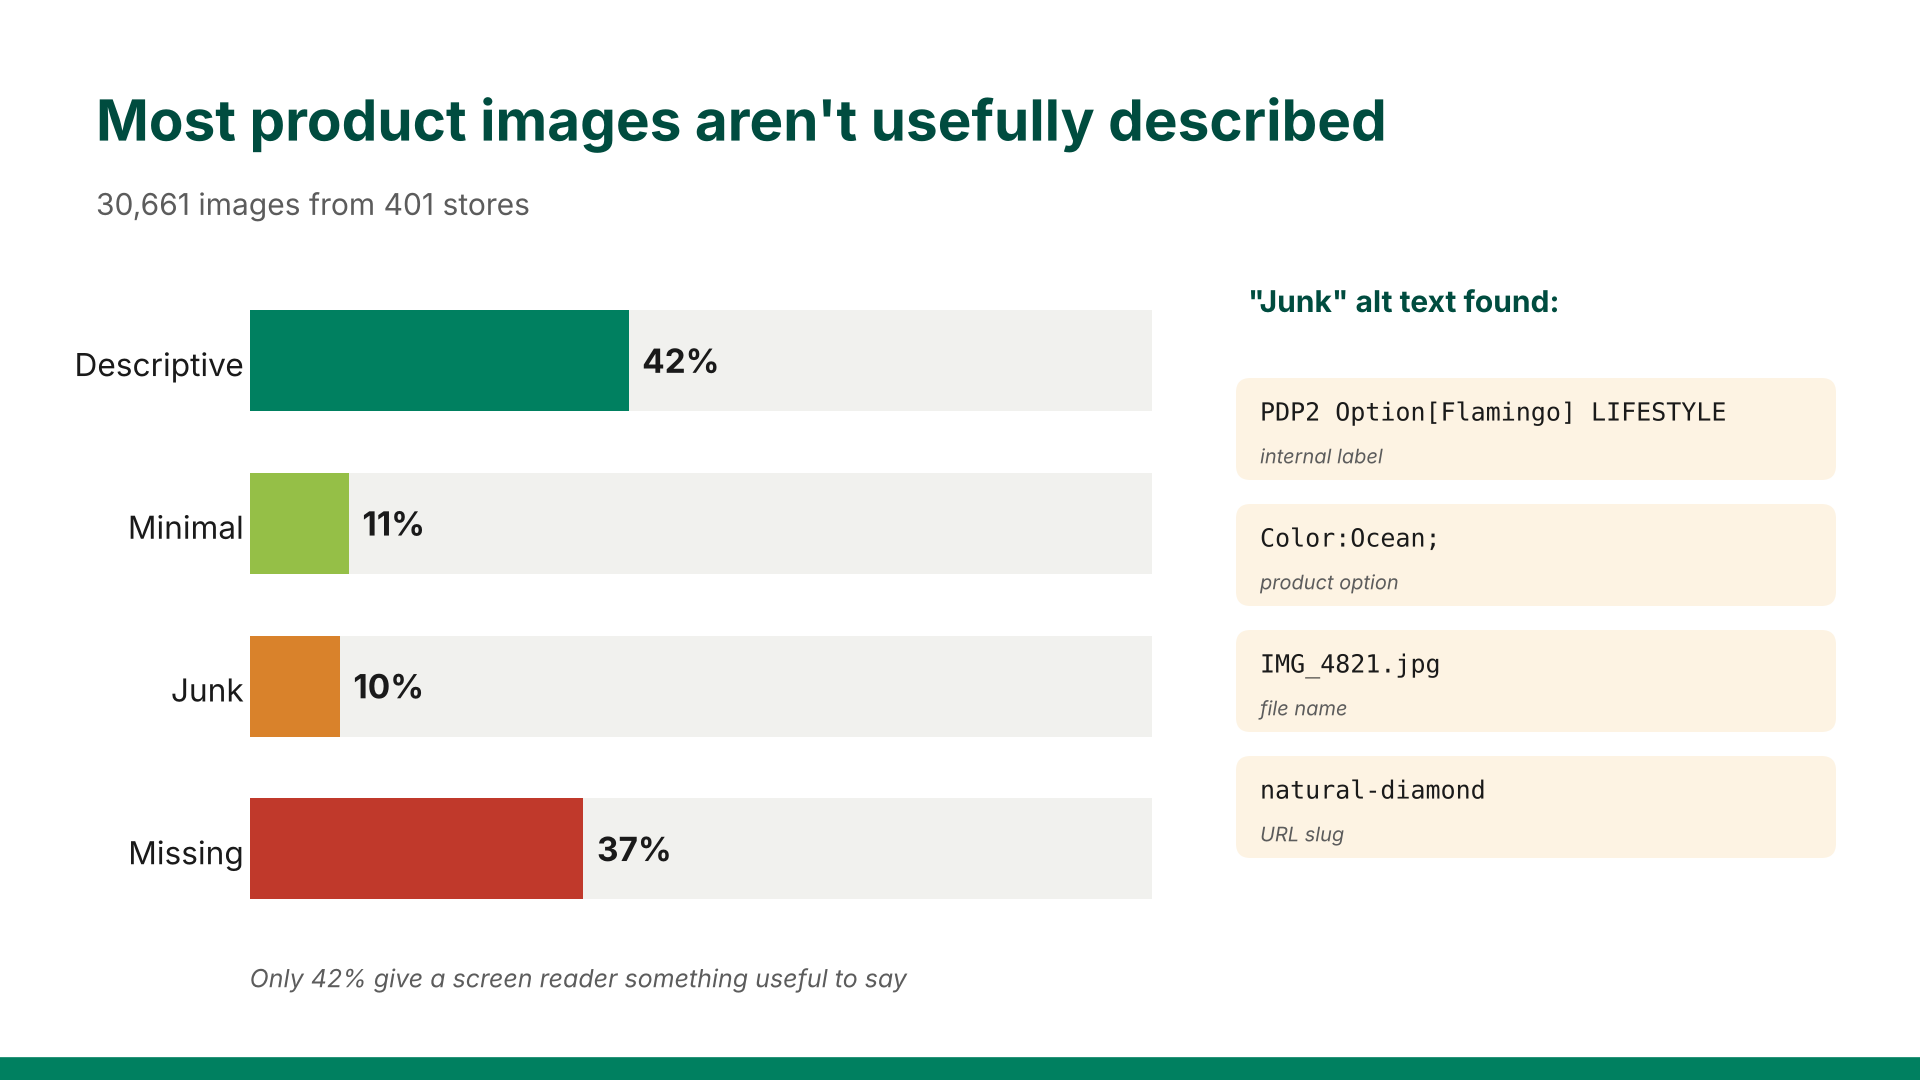 Most product images aren't usefully described
30,661 images from 401 stores
Descriptive
42%
Minimal
11%
Junk
10%
Missing
37%
Only 42% give a screen reader something useful to say
"Junk" alt text found:
PDP2 Option[Flamingo] LIFESTYLE
internal label
Color:Ocean;
product option
IMG_4821.jpg
file name
natural-diamond
URL slug